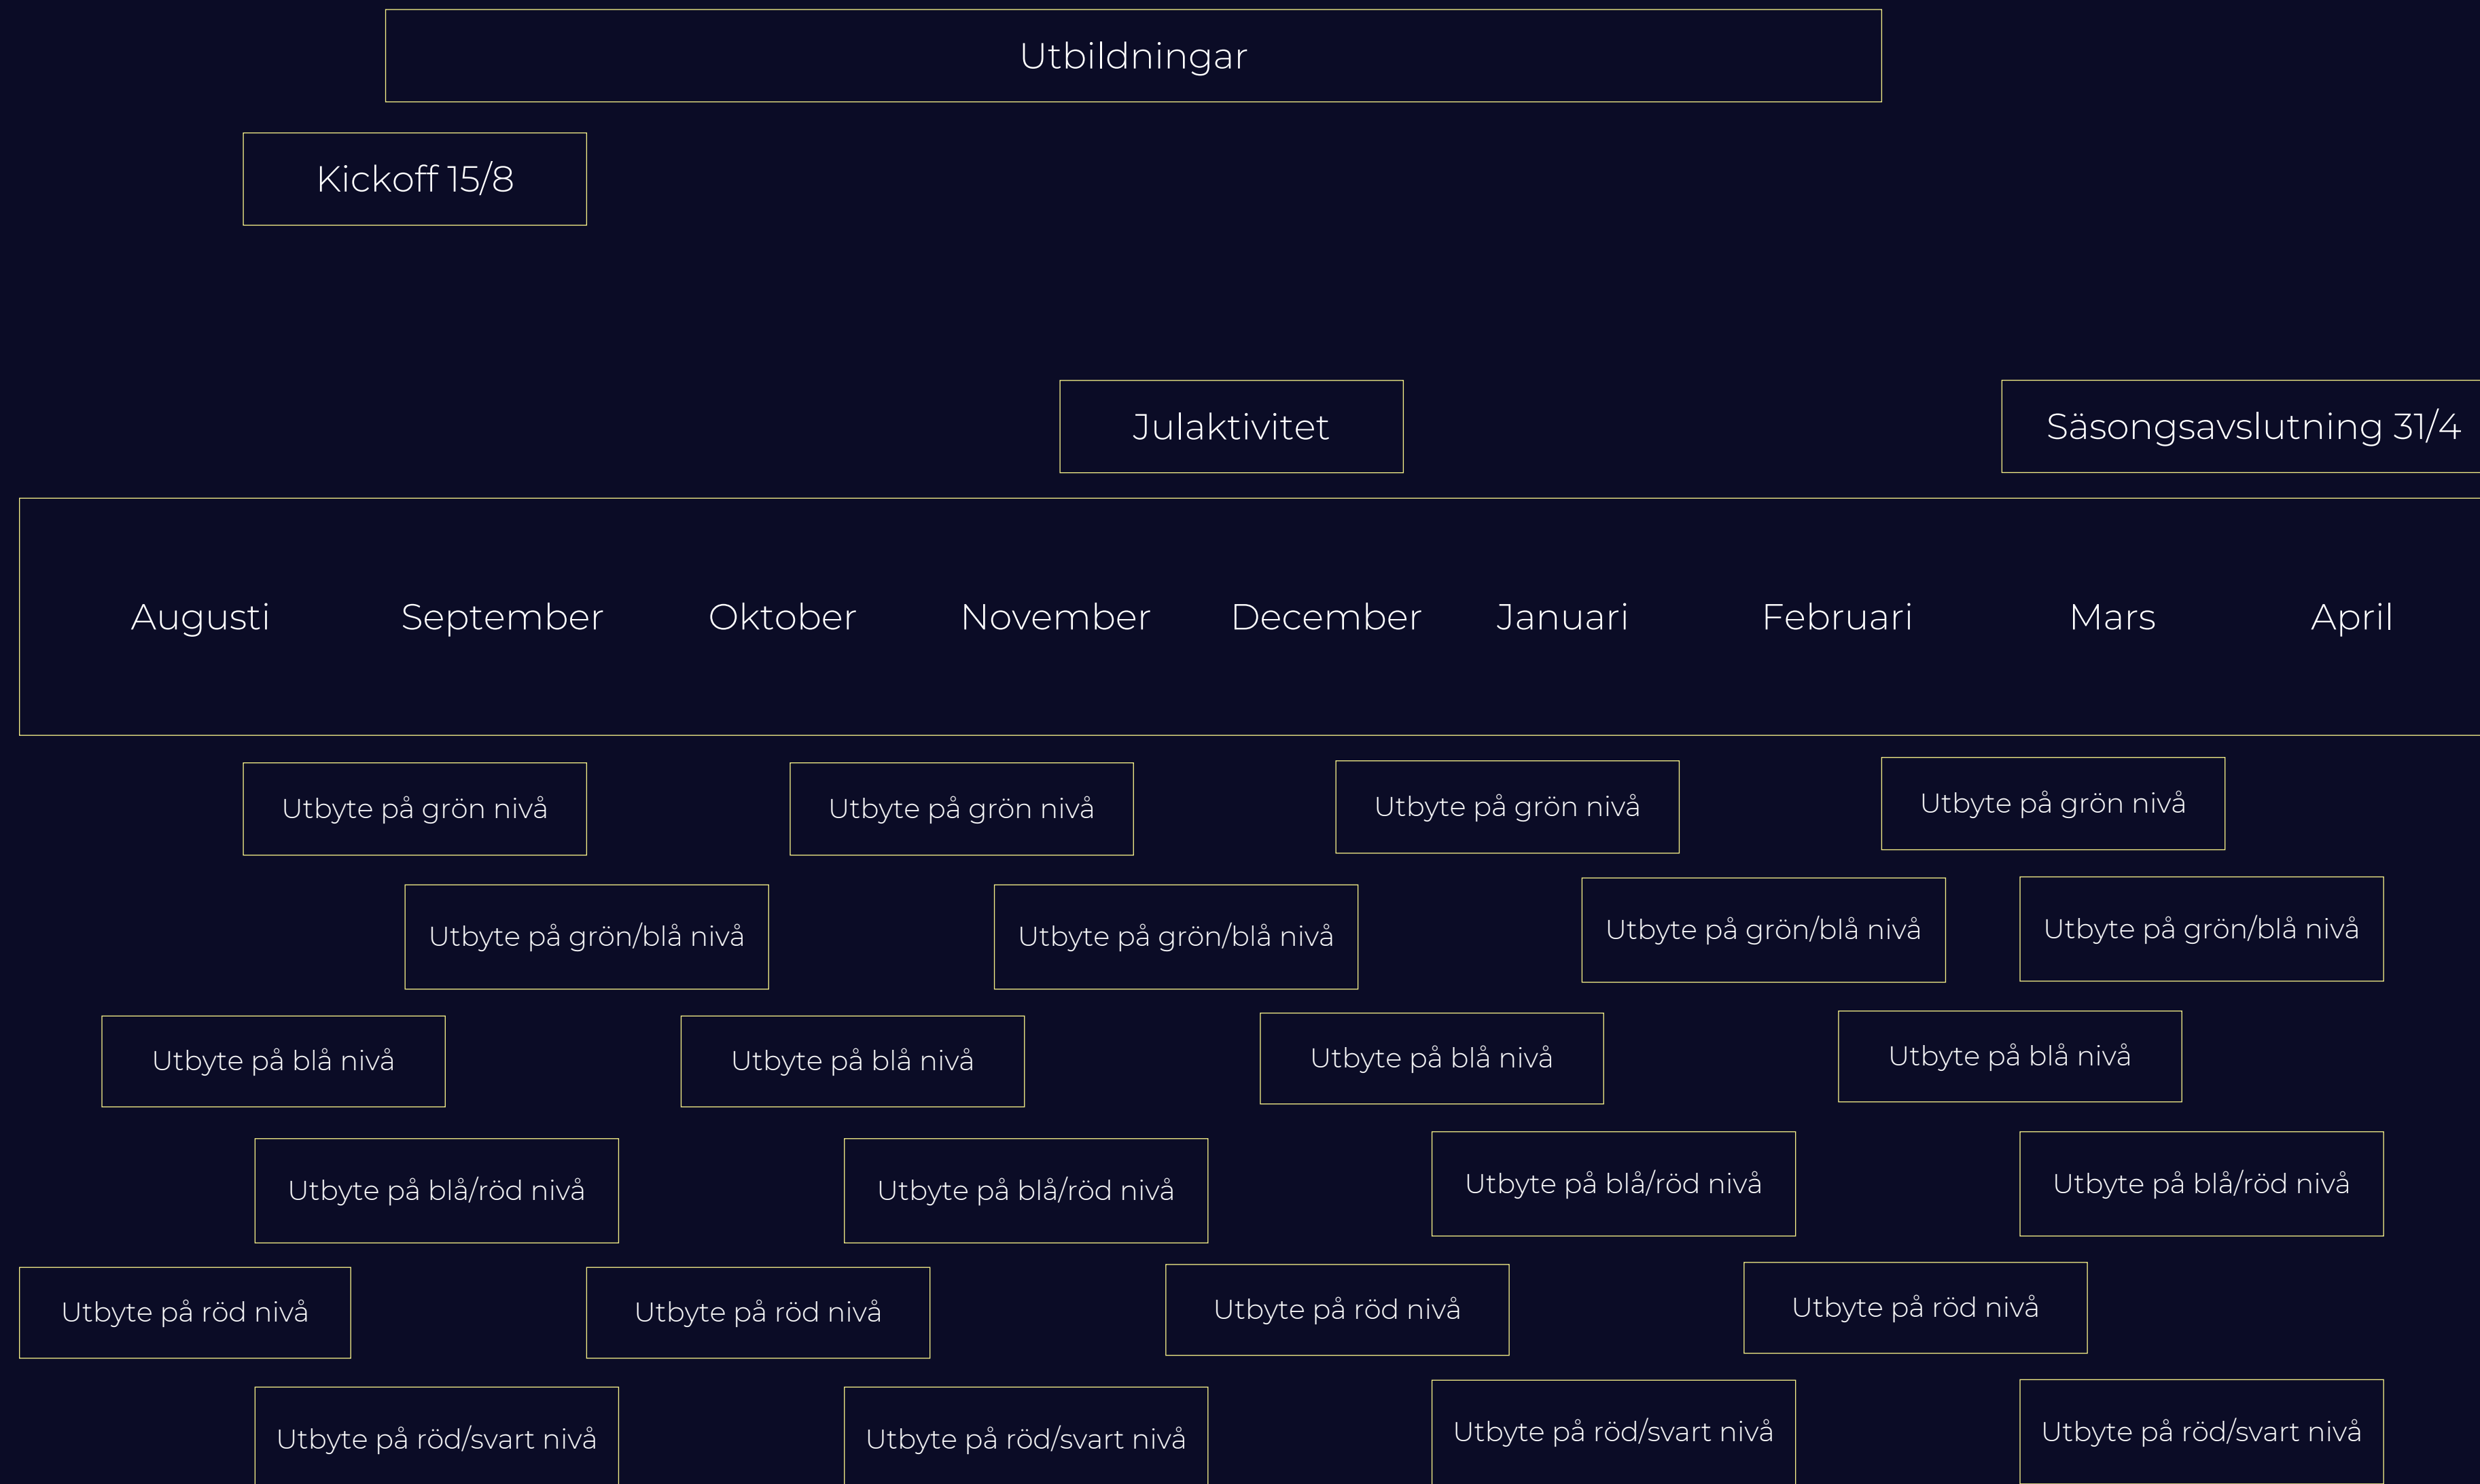 Utbildningar
Kickoff 15/8
Julaktivitet
Säsongsavslutning 31/4
Augusti
September
Oktober
November
December
Januari
Februari
Mars
April
Utbyte på grön nivå
Utbyte på grön nivå
Utbyte på grön nivå
Utbyte på grön nivå
Utbyte på grön/blå nivå
Utbyte på grön/blå nivå
Utbyte på grön/blå nivå
Utbyte på grön/blå nivå
Utbyte på blå nivå
Utbyte på blå nivå
Utbyte på blå nivå
Utbyte på blå nivå
Utbyte på blå/röd nivå
Utbyte på blå/röd nivå
Utbyte på blå/röd nivå
Utbyte på blå/röd nivå
Utbyte på röd nivå
Utbyte på röd nivå
Utbyte på röd nivå
Utbyte på röd nivå
Utbyte på röd/svart nivå
Utbyte på röd/svart nivå
Utbyte på röd/svart nivå
Utbyte på röd/svart nivå